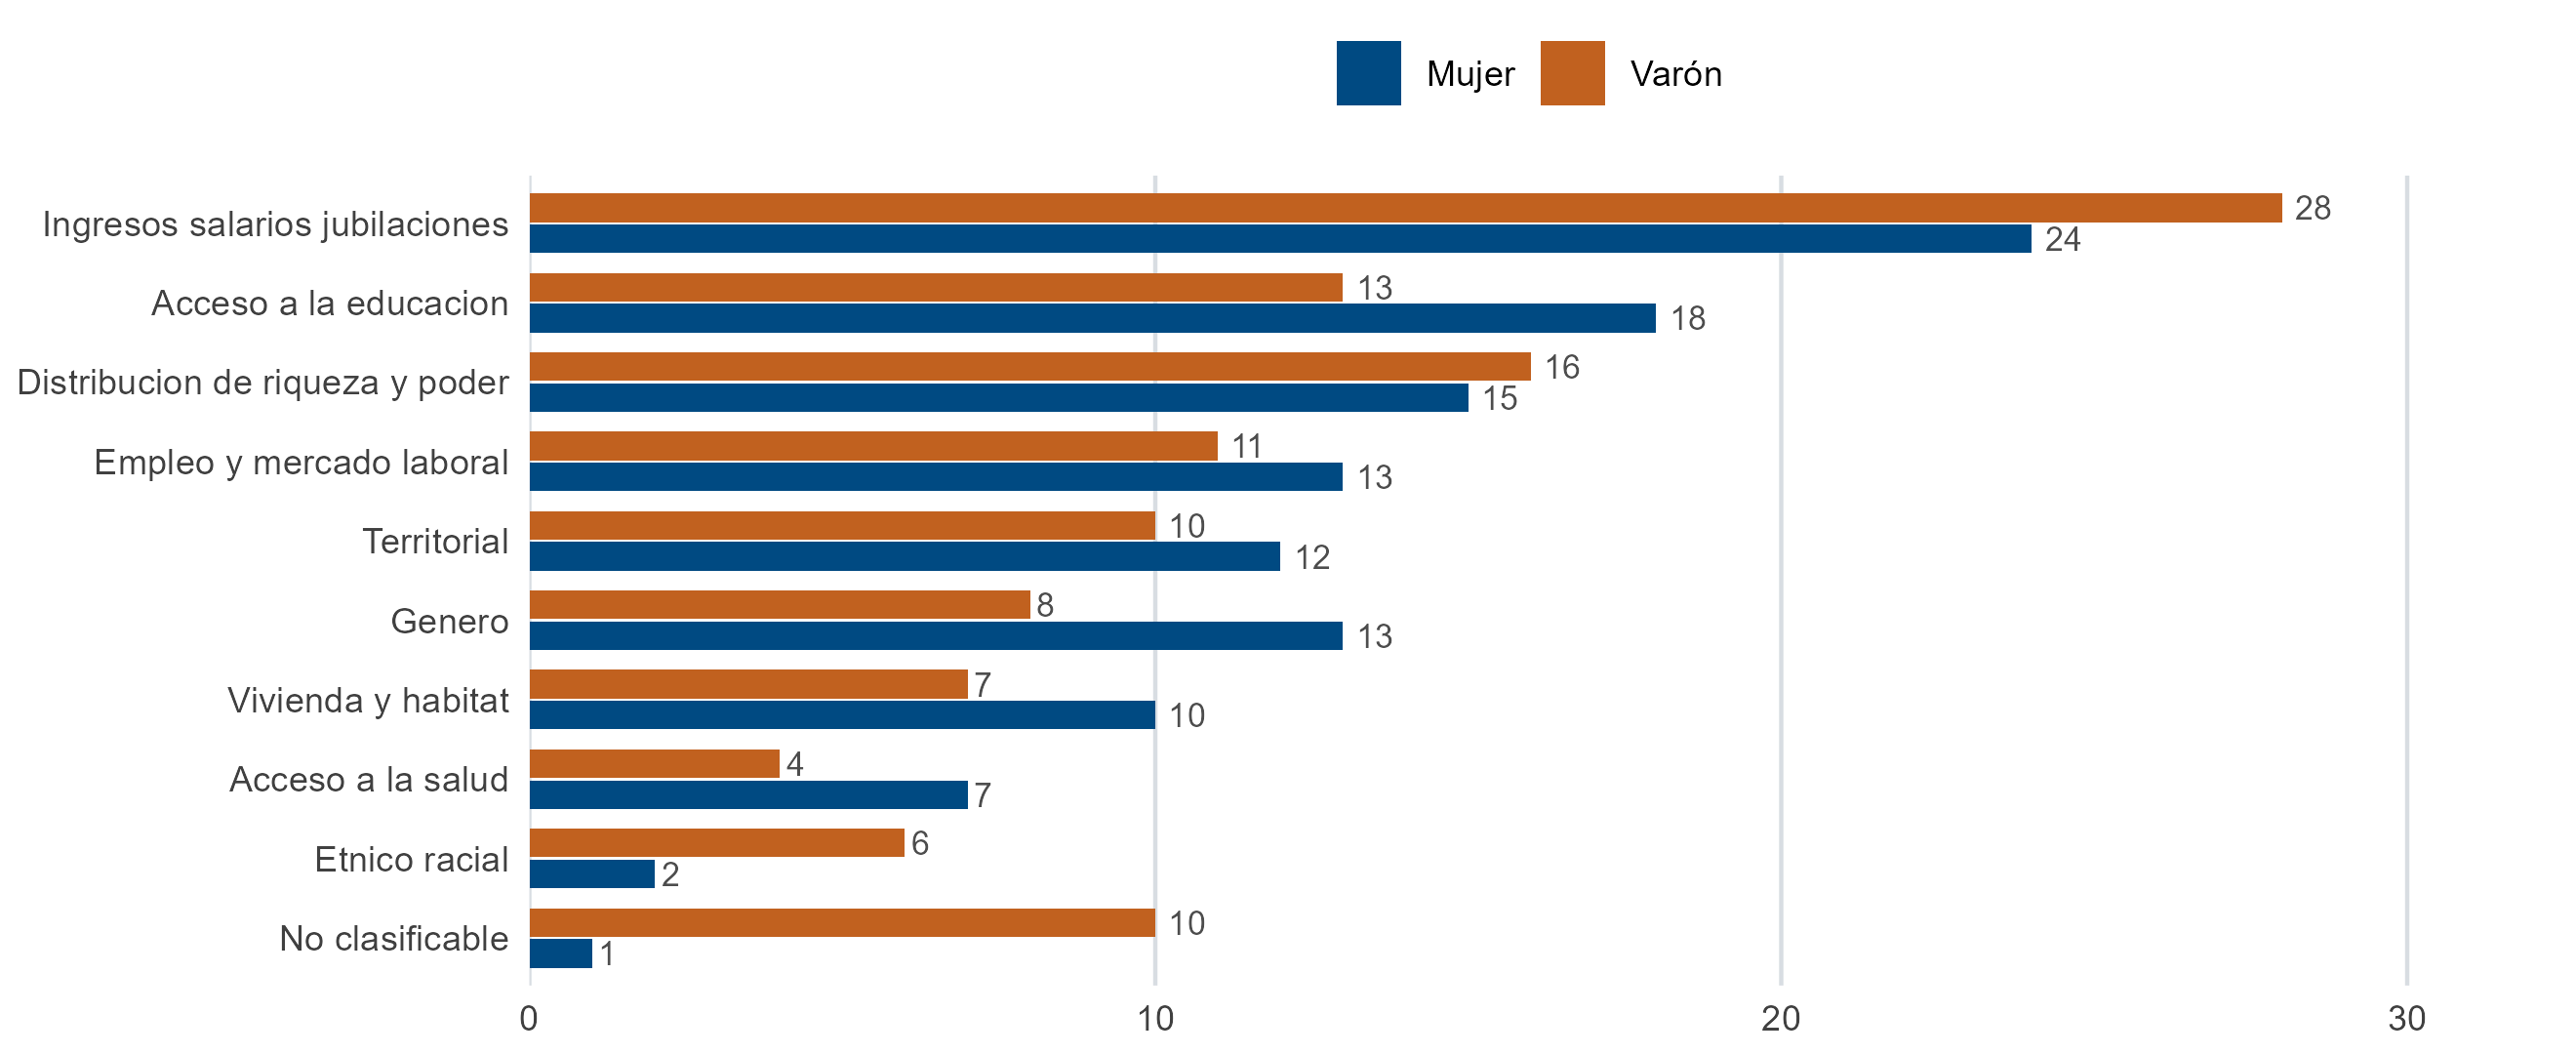 Mujer Varón
Ingresos salarios jubilaciones 28
24
Acceso a la educacion 13
18
Distribucion de riqueza y poder 16
15
Empleo y mercado laboral 11
13
Territorial 10
12
Genero 8
13
Vivienda y habitat 7
10
Acceso a la salud 4
7
Etnico racial 6
2
No clasificable 10
1
0 10 20 30